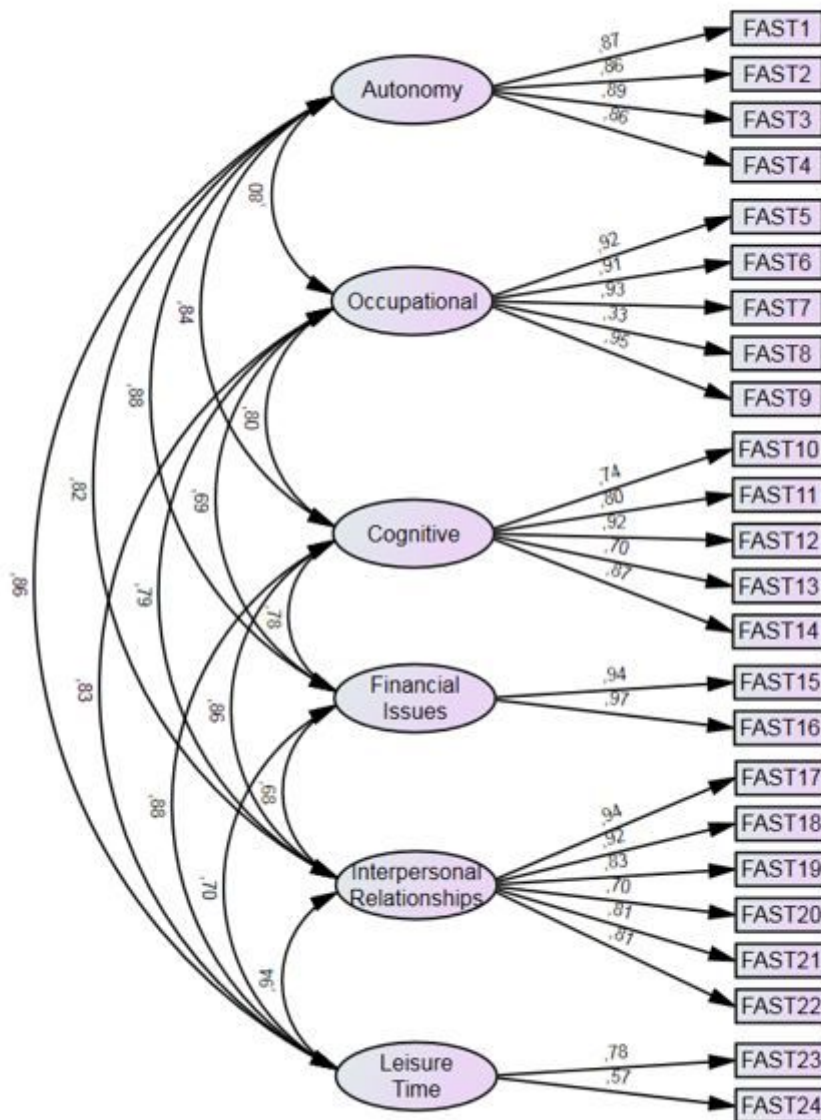 Autonomy
,87
,86
,89
,86
FAST1
FAST2
FAST3
FAST4
,80
Occupational
,92
,91
,93
,33
,95
FAST5
FAST6
FAST7
FAST8
FAST9
,84
,88
,82
,86
,80
,69
,79
,83
Cognitive
,74
,80
,92
,70
,87
FAST10
FAST11
FAST12
FAST13
FAST14
,78
,86
,88
Financial
Issues
,94
,97
FAST15
FAST16
,68
,70
Interpersonal
Relationships
,94
,92
,83
,70
,81
,81
FAST17
FAST18
FAST19
FAST20
FAST21
FAST22
,94
Leisure
Time
,78
,57
FAST23
FAST24